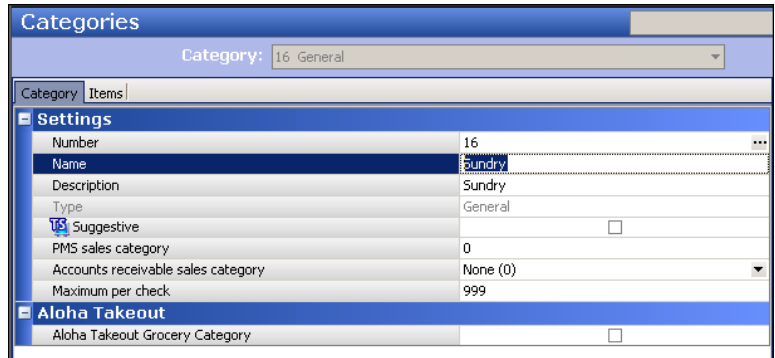 Categories
Category: 16 General
Category Items
Settings
Number 16 ...
Name Sundry
Description Sundry
Type General
TS Suggestive
PMS sales category 0
Accounts receivable sales category None (0)
Maximum per check 999
Aloha Takeout
Aloha Takeout Grocery Category